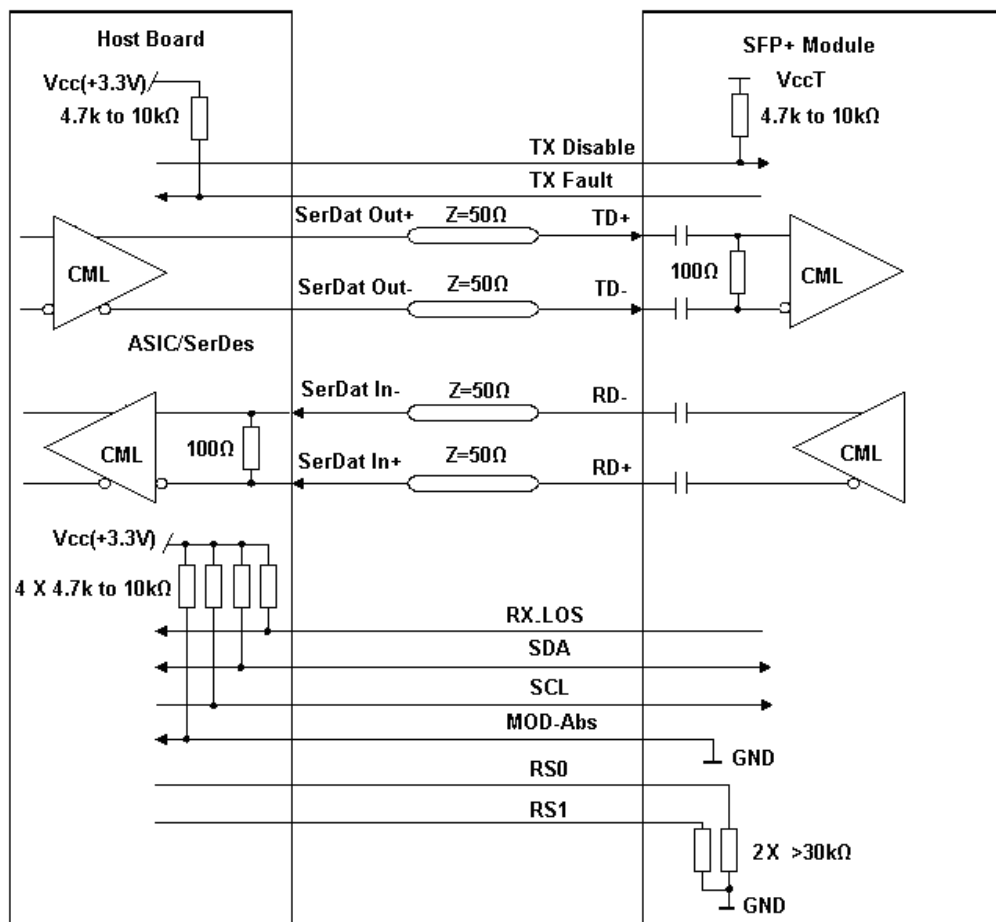 Host Board
SFP+ Module
Vcc(+3.3V)
4.7k to 10kΩ
VccT
4.7k to 10kΩ
TX Disable
TX Fault
SerDat Out+
Z=50Ω
TD+
CML
100Ω
CML
SerDat Out-
Z=50Ω
TD-
ASIC/SerDes
SerDat In-
Z=50Ω
RD-
CML
100Ω
SerDat In+
Z=50Ω
RD+
CML
Vcc(+3.3V)
4 X 4.7k to 10kΩ
RX_LOS
SDA
SCL
MOD-Abs
GND
RS0
RS1
2X >30kΩ
GND